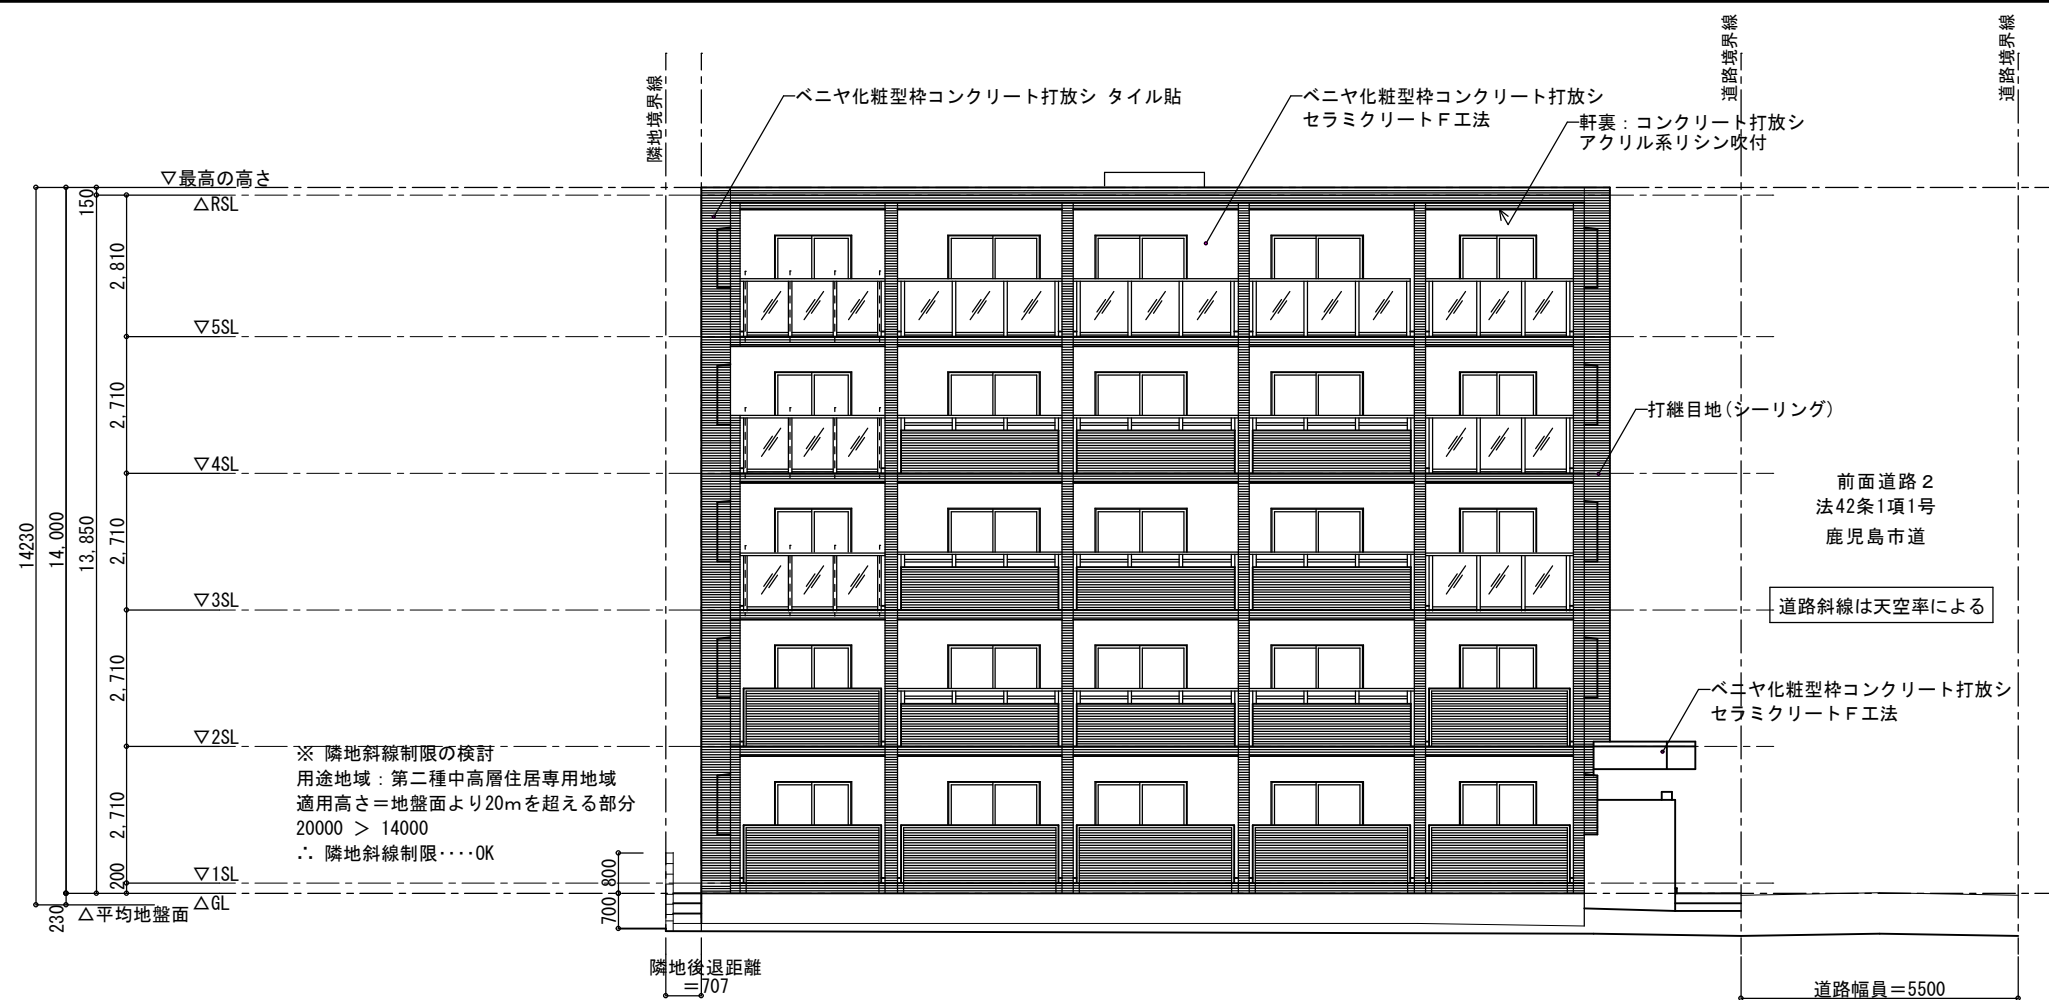 隣地境界線
道路境界線
道路境界線
ベニヤ化粧型枠コンクリート打放シ タイル貼
ベニヤ化粧型枠コンクリート打放シ
セラミクリートF工法
軒裏：コンクリート打放シ
アクリル系リシン吹付
▽最高の高さ
△RSL
▽5SL
▽4SL
▽3SL
▽2SL
▽1SL
△GL
△平均地盤面
14230
14,000
13,850
150
2,810
2,710
2,710
2,710
2,710
200
230
打継目地(シーリング)
前面道路2
法42条1項1号
鹿児島市道
道路斜線は天空率による
ベニヤ化粧型枠コンクリート打放シ
セラミクリートF工法
※ 隣地斜線制限の検討
用途地域：第二種中高層住居専用地域
適用高さ＝地盤面より20mを超える部分
20000 ＞ 14000
∴ 隣地斜線制限‥‥OK
800
700
隣地後退距離
＝707
道路幅員＝5500